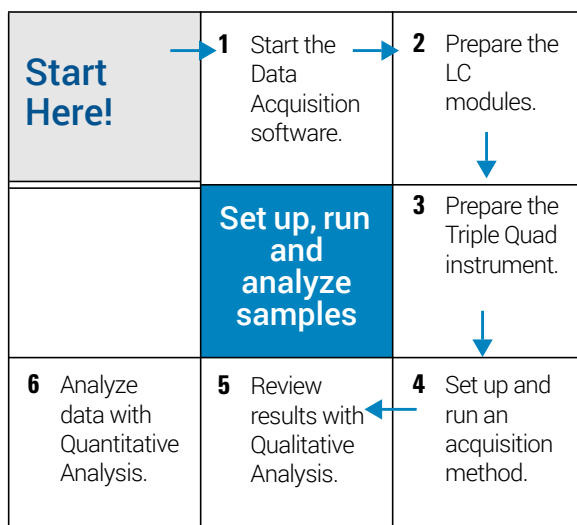 Start
Here!
1 Start the
Data
Acquisition
software.
2 Prepare the
LC
modules.
Set up, run
and
analyze
samples
3 Prepare the
Triple Quad
instrument.
4 Set up and
run an
acquisition
method.
5 Review
results with
Qualitative
Analysis.
6 Analyze
data with
Quantitative
Analysis.